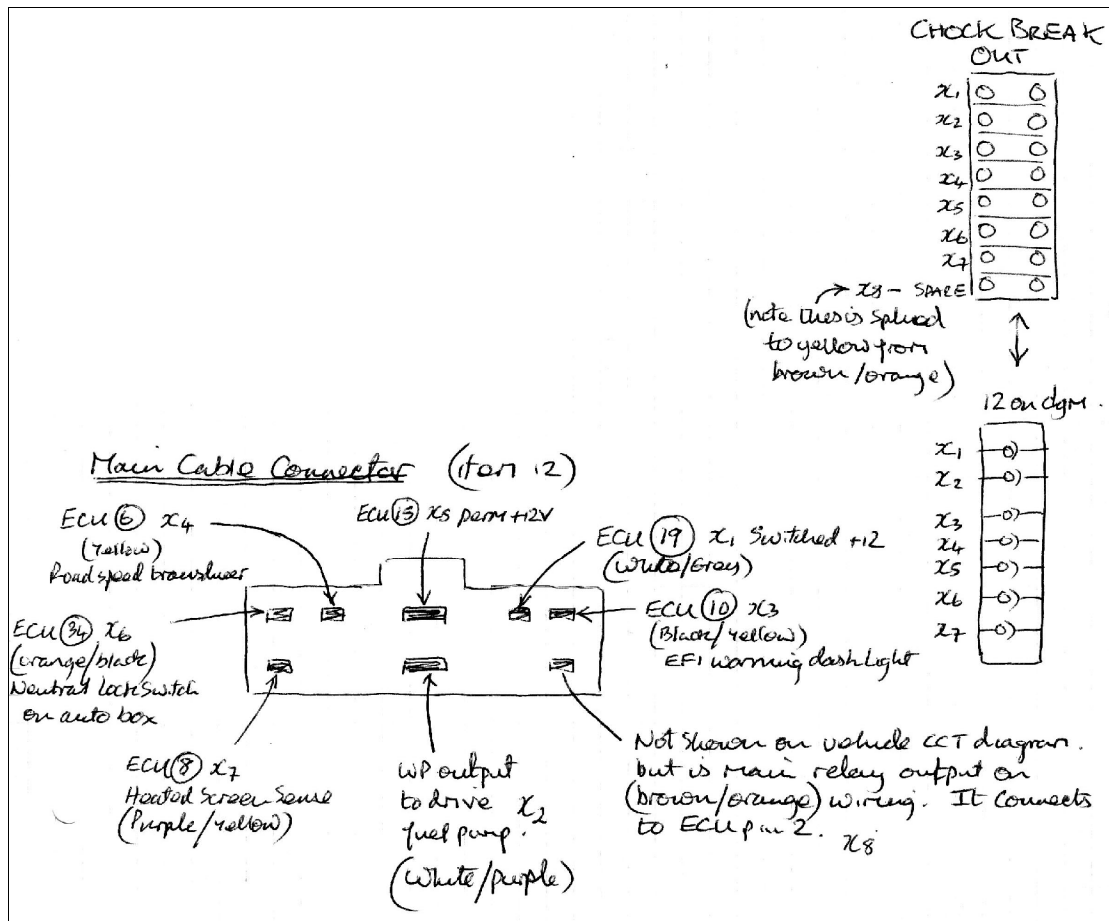 CHOCK BREAK
OUT
x1
x2
x3
x4
x5
x6
x7
x8 - SPARE
(note this is spliced
to yellow from
brown/orange)
12 on dgm.
x1
x2
x3
x4
x5
x6
x7
Main Cable Connector (item 12)
ECU 6 x4
(Yellow)
Road speed transducer
ECU 13 x5 perm +12V
ECU 19 x1 Switched +12
(White/Grey)
ECU 10 x3
(Black/Yellow)
EFI warning dash light
ECU 34 x6
(orange/black)
Neutral lock switch
on auto box
ECU 8 x7
Heated Screen Sense
(Purple/yellow)
WP output
to drive x2
fuel pump.
(White/purple)
Not shown on vehicle CCT diagram.
but is main relay output on
(brown/orange) wiring. It connects
to ECU pin 2.
x8